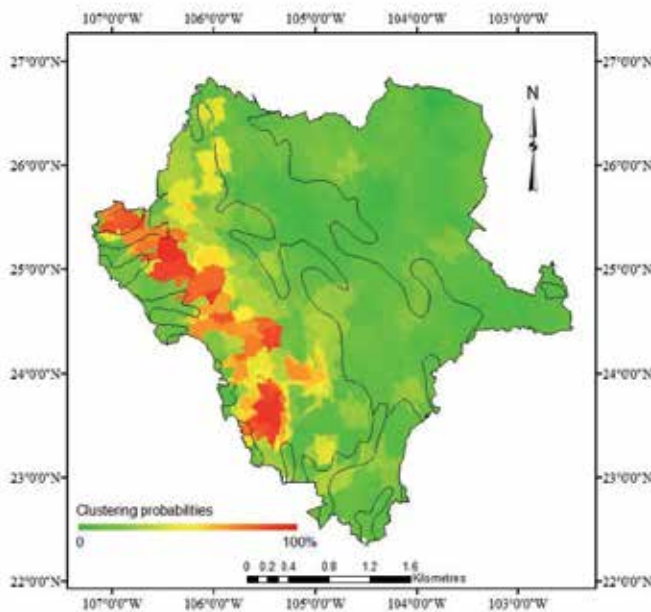 107°0'0"W 106°0'0"W 105°0'0"W 104°0'0"W 103°0'0"W
27°0'0"N 27°0'0"N
N
26°0'0"N 26°0'0"N
25°0'0"N 25°0'0"N
24°0'0"N 24°0'0"N
23°0'0"N 23°0'0"N
Clustering probabilities
0 100%
0 0.2 0.4 0.8 1.2 1.6
Kilometres
22°0'0"N 22°0'0"N
107°0'0"W 106°0'0"W 105°0'0"W 104°0'0"W 103°0'0"W